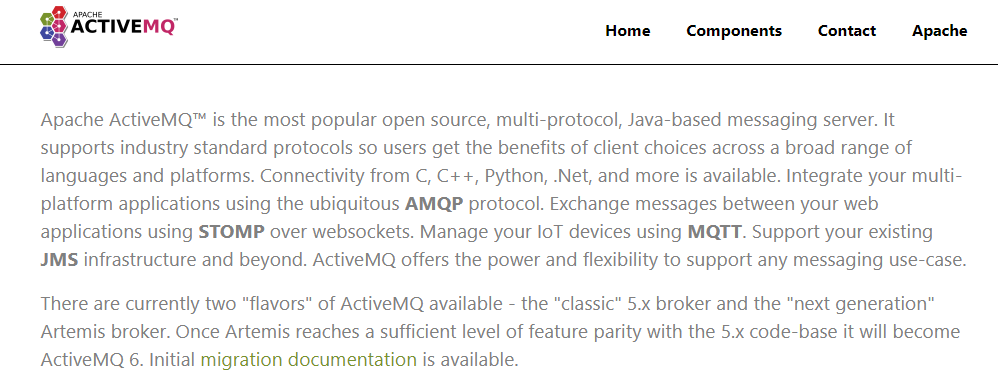 APACHE
ACTIVEMQ™
Home Components Contact Apache
Apache ActiveMQ™ is the most popular open source, multi-protocol, Java-based messaging server. It
supports industry standard protocols so users get the benefits of client choices across a broad range of
languages and platforms. Connectivity from C, C++, Python, .Net, and more is available. Integrate your multi-
platform applications using the ubiquitous AMQP protocol. Exchange messages between your web
applications using STOMP over websockets. Manage your IoT devices using MQTT. Support your existing
JMS infrastructure and beyond. ActiveMQ offers the power and flexibility to support any messaging use-case.
There are currently two "flavors" of ActiveMQ available - the "classic" 5.x broker and the "next generation"
Artemis broker. Once Artemis reaches a sufficient level of feature parity with the 5.x code-base it will become
ActiveMQ 6. Initial migration documentation is available.